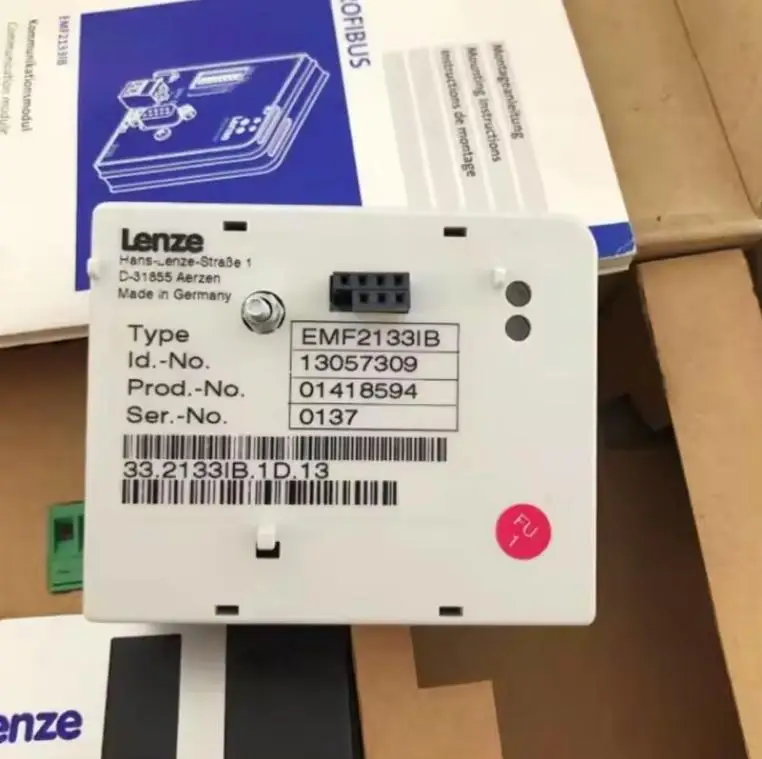 EMF2133IB
Kommunikationsmodul
Communication module
OFIBUS
Montageanleitung
Mounting Instructions
Instructions de montage
Lenze
Hans-Lenze-Straße 1
D-31855 Aerzen
Made in Germany
Type EMF2133IB
Id.-No. 13057309
Prod.-No. 01418594
Ser.-No. 0137
33.2133IB.1D.13
FU
1
enze